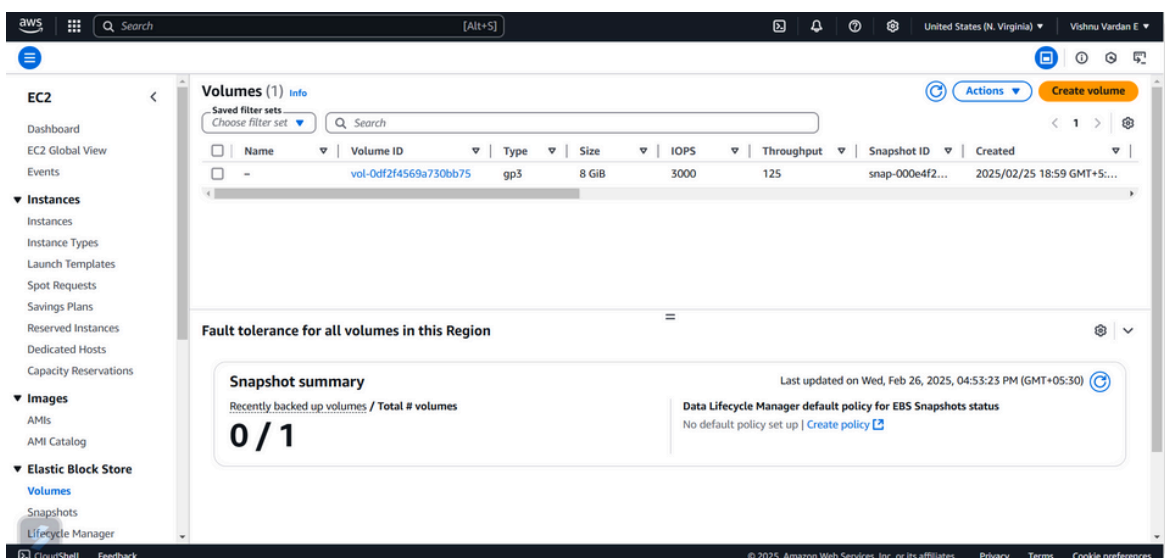 aws Search [Alt+S] United States (N. Virginia) Vishnu Vardan E
EC2
Dashboard
EC2 Global View
Events
Instances
Instances
Instance Types
Launch Templates
Spot Requests
Savings Plans
Reserved Instances
Dedicated Hosts
Capacity Reservations
Images
AMIs
AMI Catalog
Elastic Block Store
Volumes
Snapshots
Lifecycle Manager
Volumes (1) Info
Actions Create volume
Saved filter sets
Choose filter set Search
1
Name Volume ID Type Size IOPS Throughput Snapshot ID Created
– vol-0df2f4569a730bb75 gp3 8 GiB 3000 125 snap-000e4f2... 2025/02/25 18:59 GMT+5:...
Fault tolerance for all volumes in this Region
Snapshot summary
Last updated on Wed, Feb 26, 2025, 04:53:23 PM (GMT+05:30)
Recently backed up volumes / Total # volumes
0 / 1
Data Lifecycle Manager default policy for EBS Snapshots status
No default policy set up | Create policy
CloudShell Feedback © 2025, Amazon Web Services, Inc. or its affiliates. Privacy Terms Cookie preferences